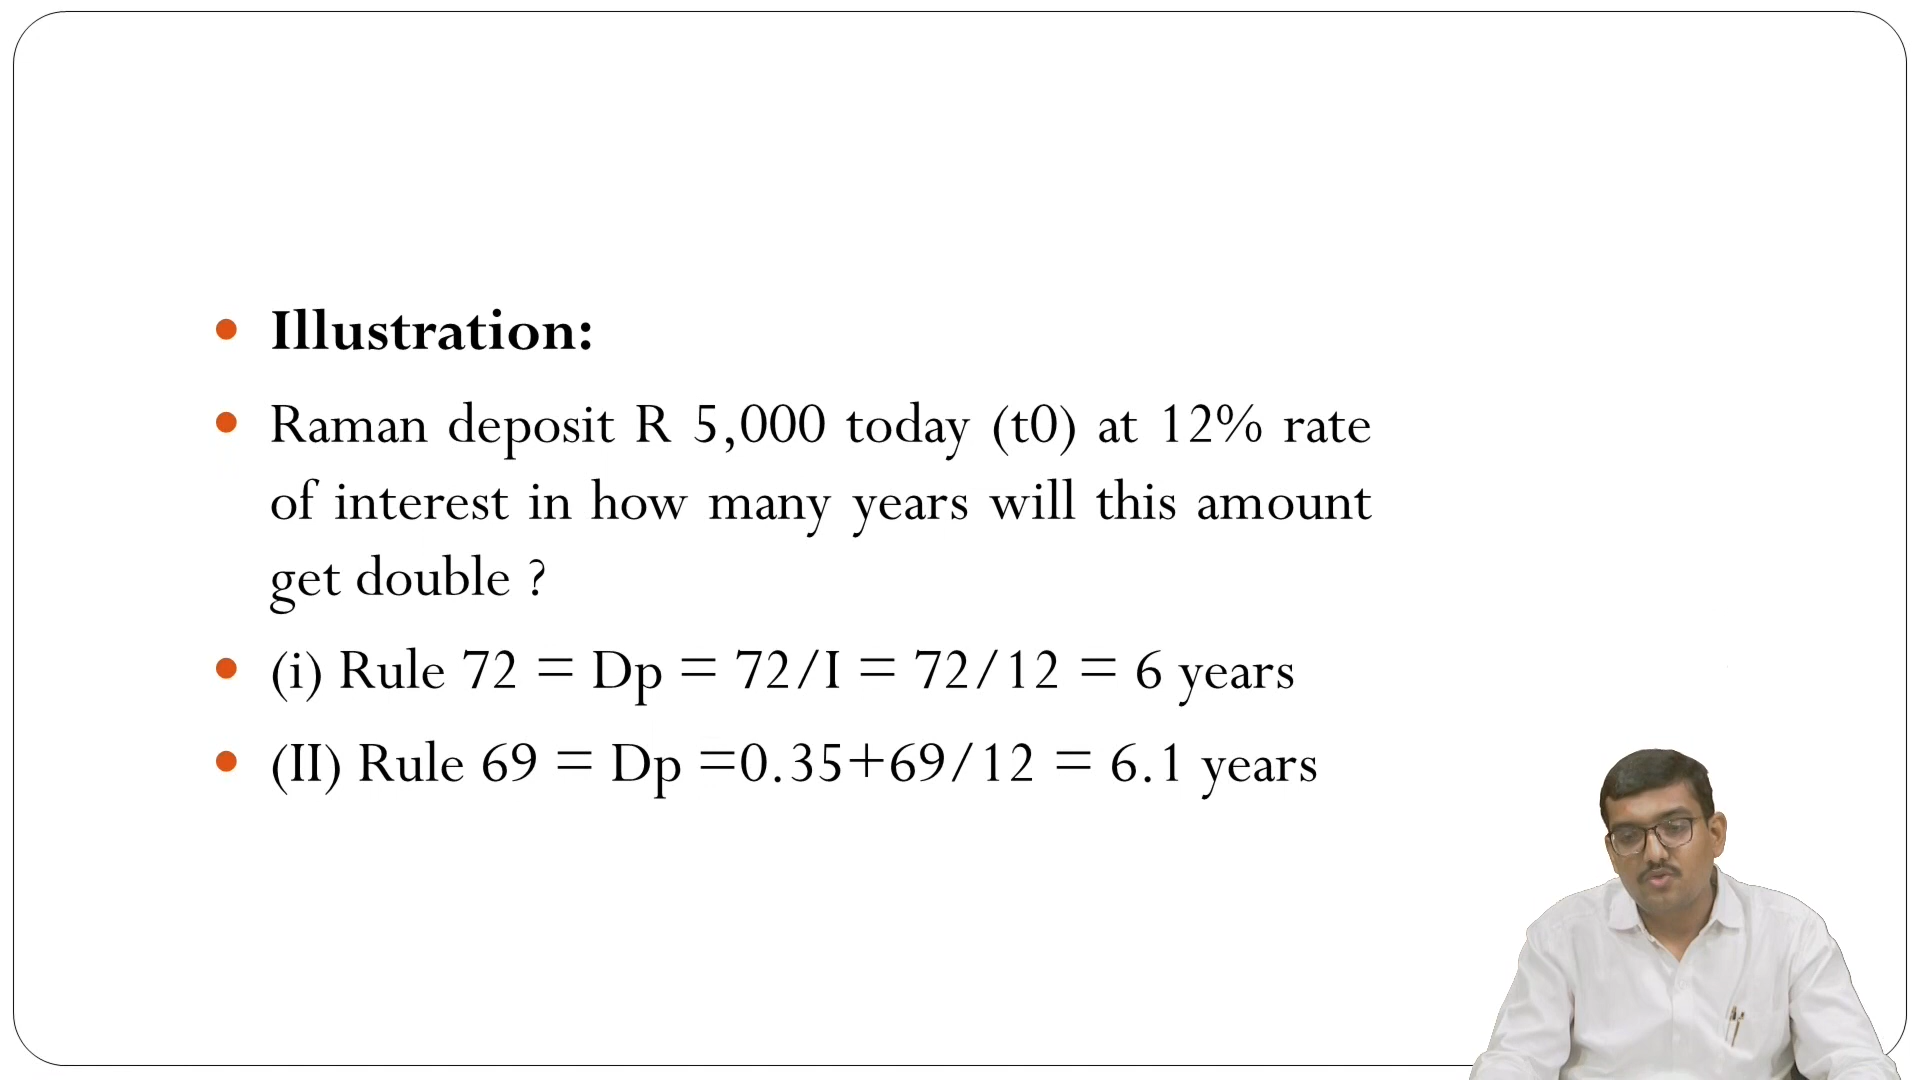 Illustration:
Raman deposit R 5,000 today (t0) at 12% rate
of interest in how many years will this amount
get double ?
(i) Rule 72 = Dp = 72/I = 72/12 = 6 years
(II) Rule 69 = Dp =0.35+69/12 = 6.1 years